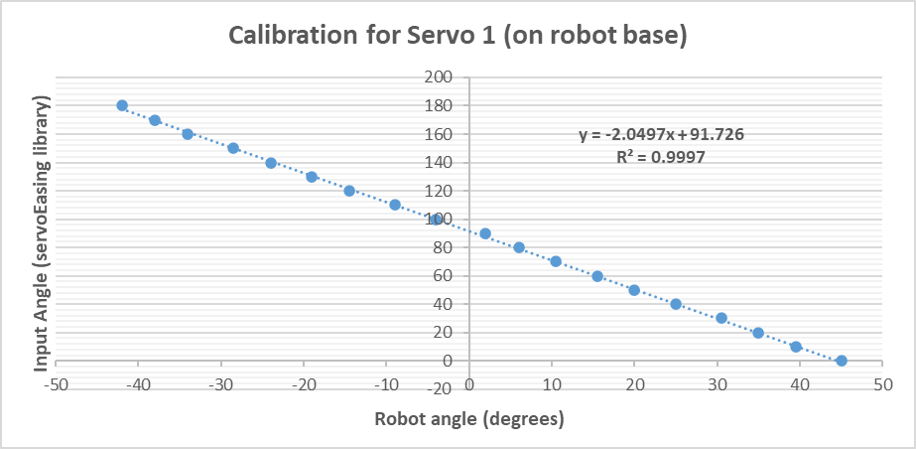 Calibration for Servo 1 (on robot base)
Input Angle (servoEasing library)
200
180
160
140
120
100
80
60
40
20
0
-20
y = -2.0497x + 91.726
R² = 0.9997
-50 -40 -30 -20 -10 0 10 20 30 40 50
Robot angle (degrees)